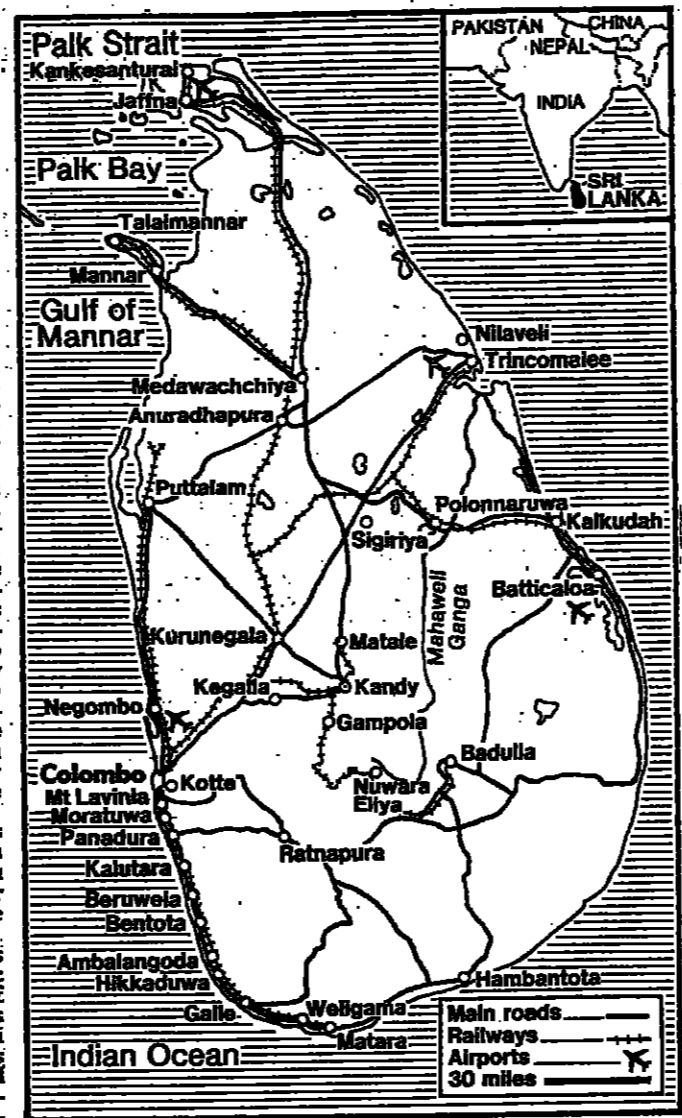 Palk Strait
Kankesanturai
Jaffna
Palk Bay
Talaimannar
Mannar
Gulf of
Mannar
Nilaveli
Trincomalee
Medawachchiya
Anuradhapura
Puttalam
Polonnaruwa
Kalkudah
Sigiriya
Batticaloa
Mahaweli
Ganga
Kurunegala
Matale
Kegalla
Kandy
Negombo
Gampola
Badulla
Colombo
Kotte
Nuwara
Eliya
Mt Lavinia
Moratuwa
Panadura
Ratnapura
Kalutara
Beruwela
Bentota
Ambalangoda
Hikkaduwa
Hambantota
Galle
Weligama
Matara
Indian Ocean
PAKISTAN
CHINA
NEPAL
INDIA
SRI
LANKA
Main roads
Railways
Airports
30 miles